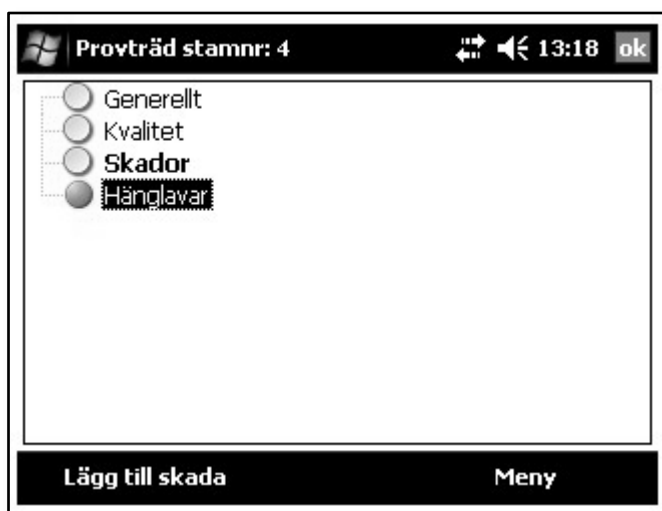 Provträd stamnr: 4 13:18 ok
Generellt
Kvalitet
Skador
Hänglavar
Lägg till skada Meny